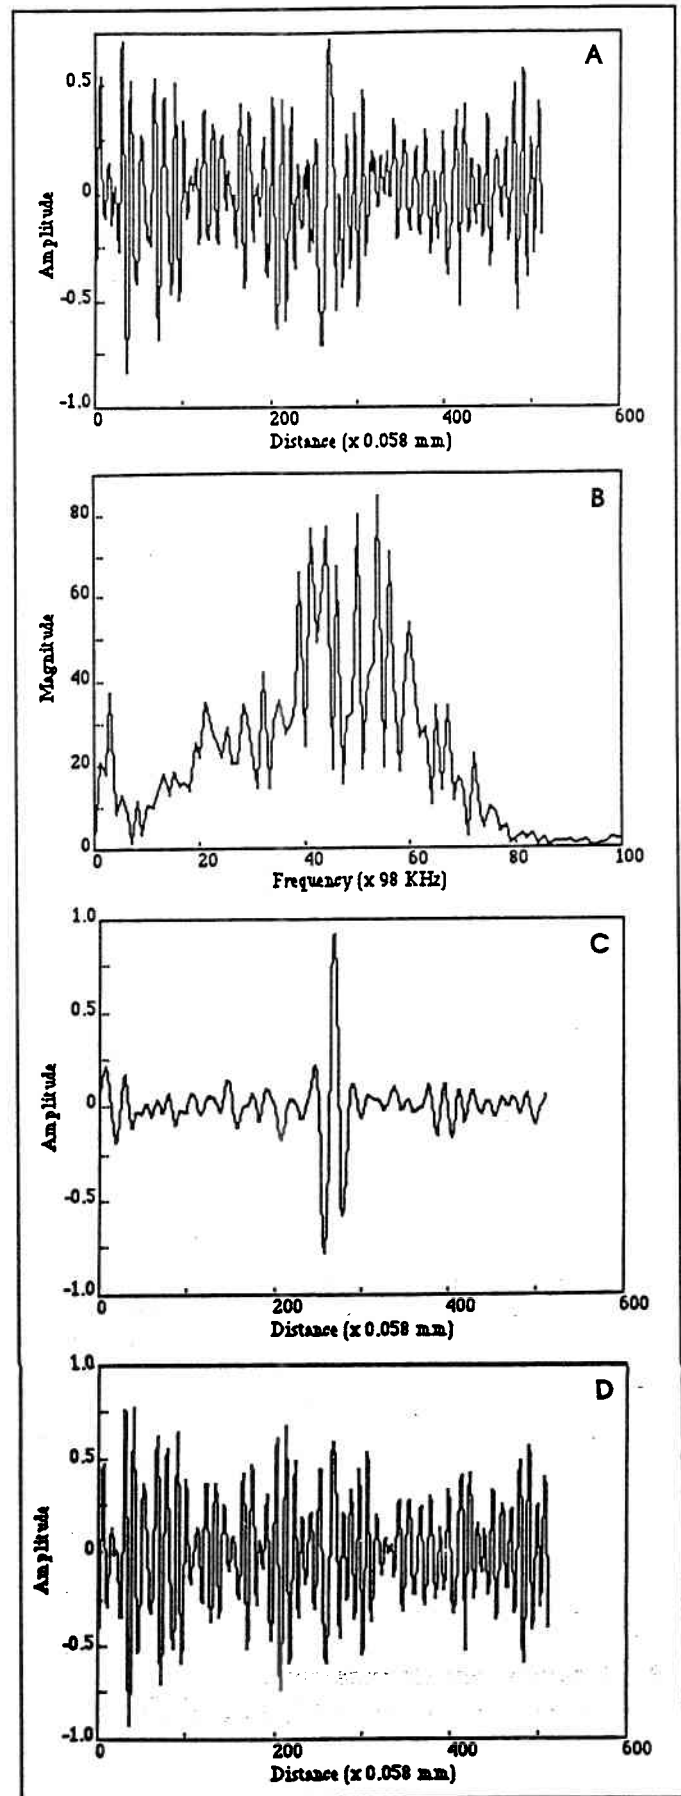 A
0.5
0
-0.5
-1.0
Amplitude
0 200 400 600
Distance (x 0.058 mm)
B
80
60
40
20
0
Magnitude
0 20 40 60 80 100
Frequency (x 98 KHz)
C
1.0
0.5
0
-0.5
-1.0
Amplitude
0 200 400 600
Distance (x 0.058 mm)
D
1.0
0.5
0
-0.5
-1.0
Amplitude
0 200 400 600
Distance (x 0.058 mm)